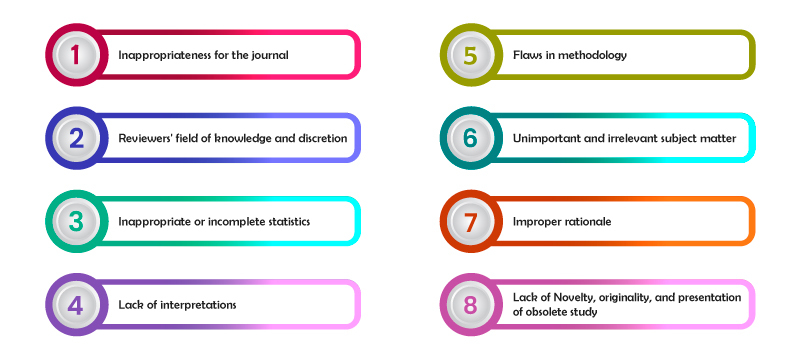 1
Inappropriateness for the journal
2
Reviewers' field of knowledge and discretion
3
Inappropriate or incomplete statistics
4
Lack of interpretations
5
Flaws in methodology
6
Unimportant and irrelevant subject matter
7
Improper rationale
8
Lack of Novelty, originality, and presentation
of obsolete study